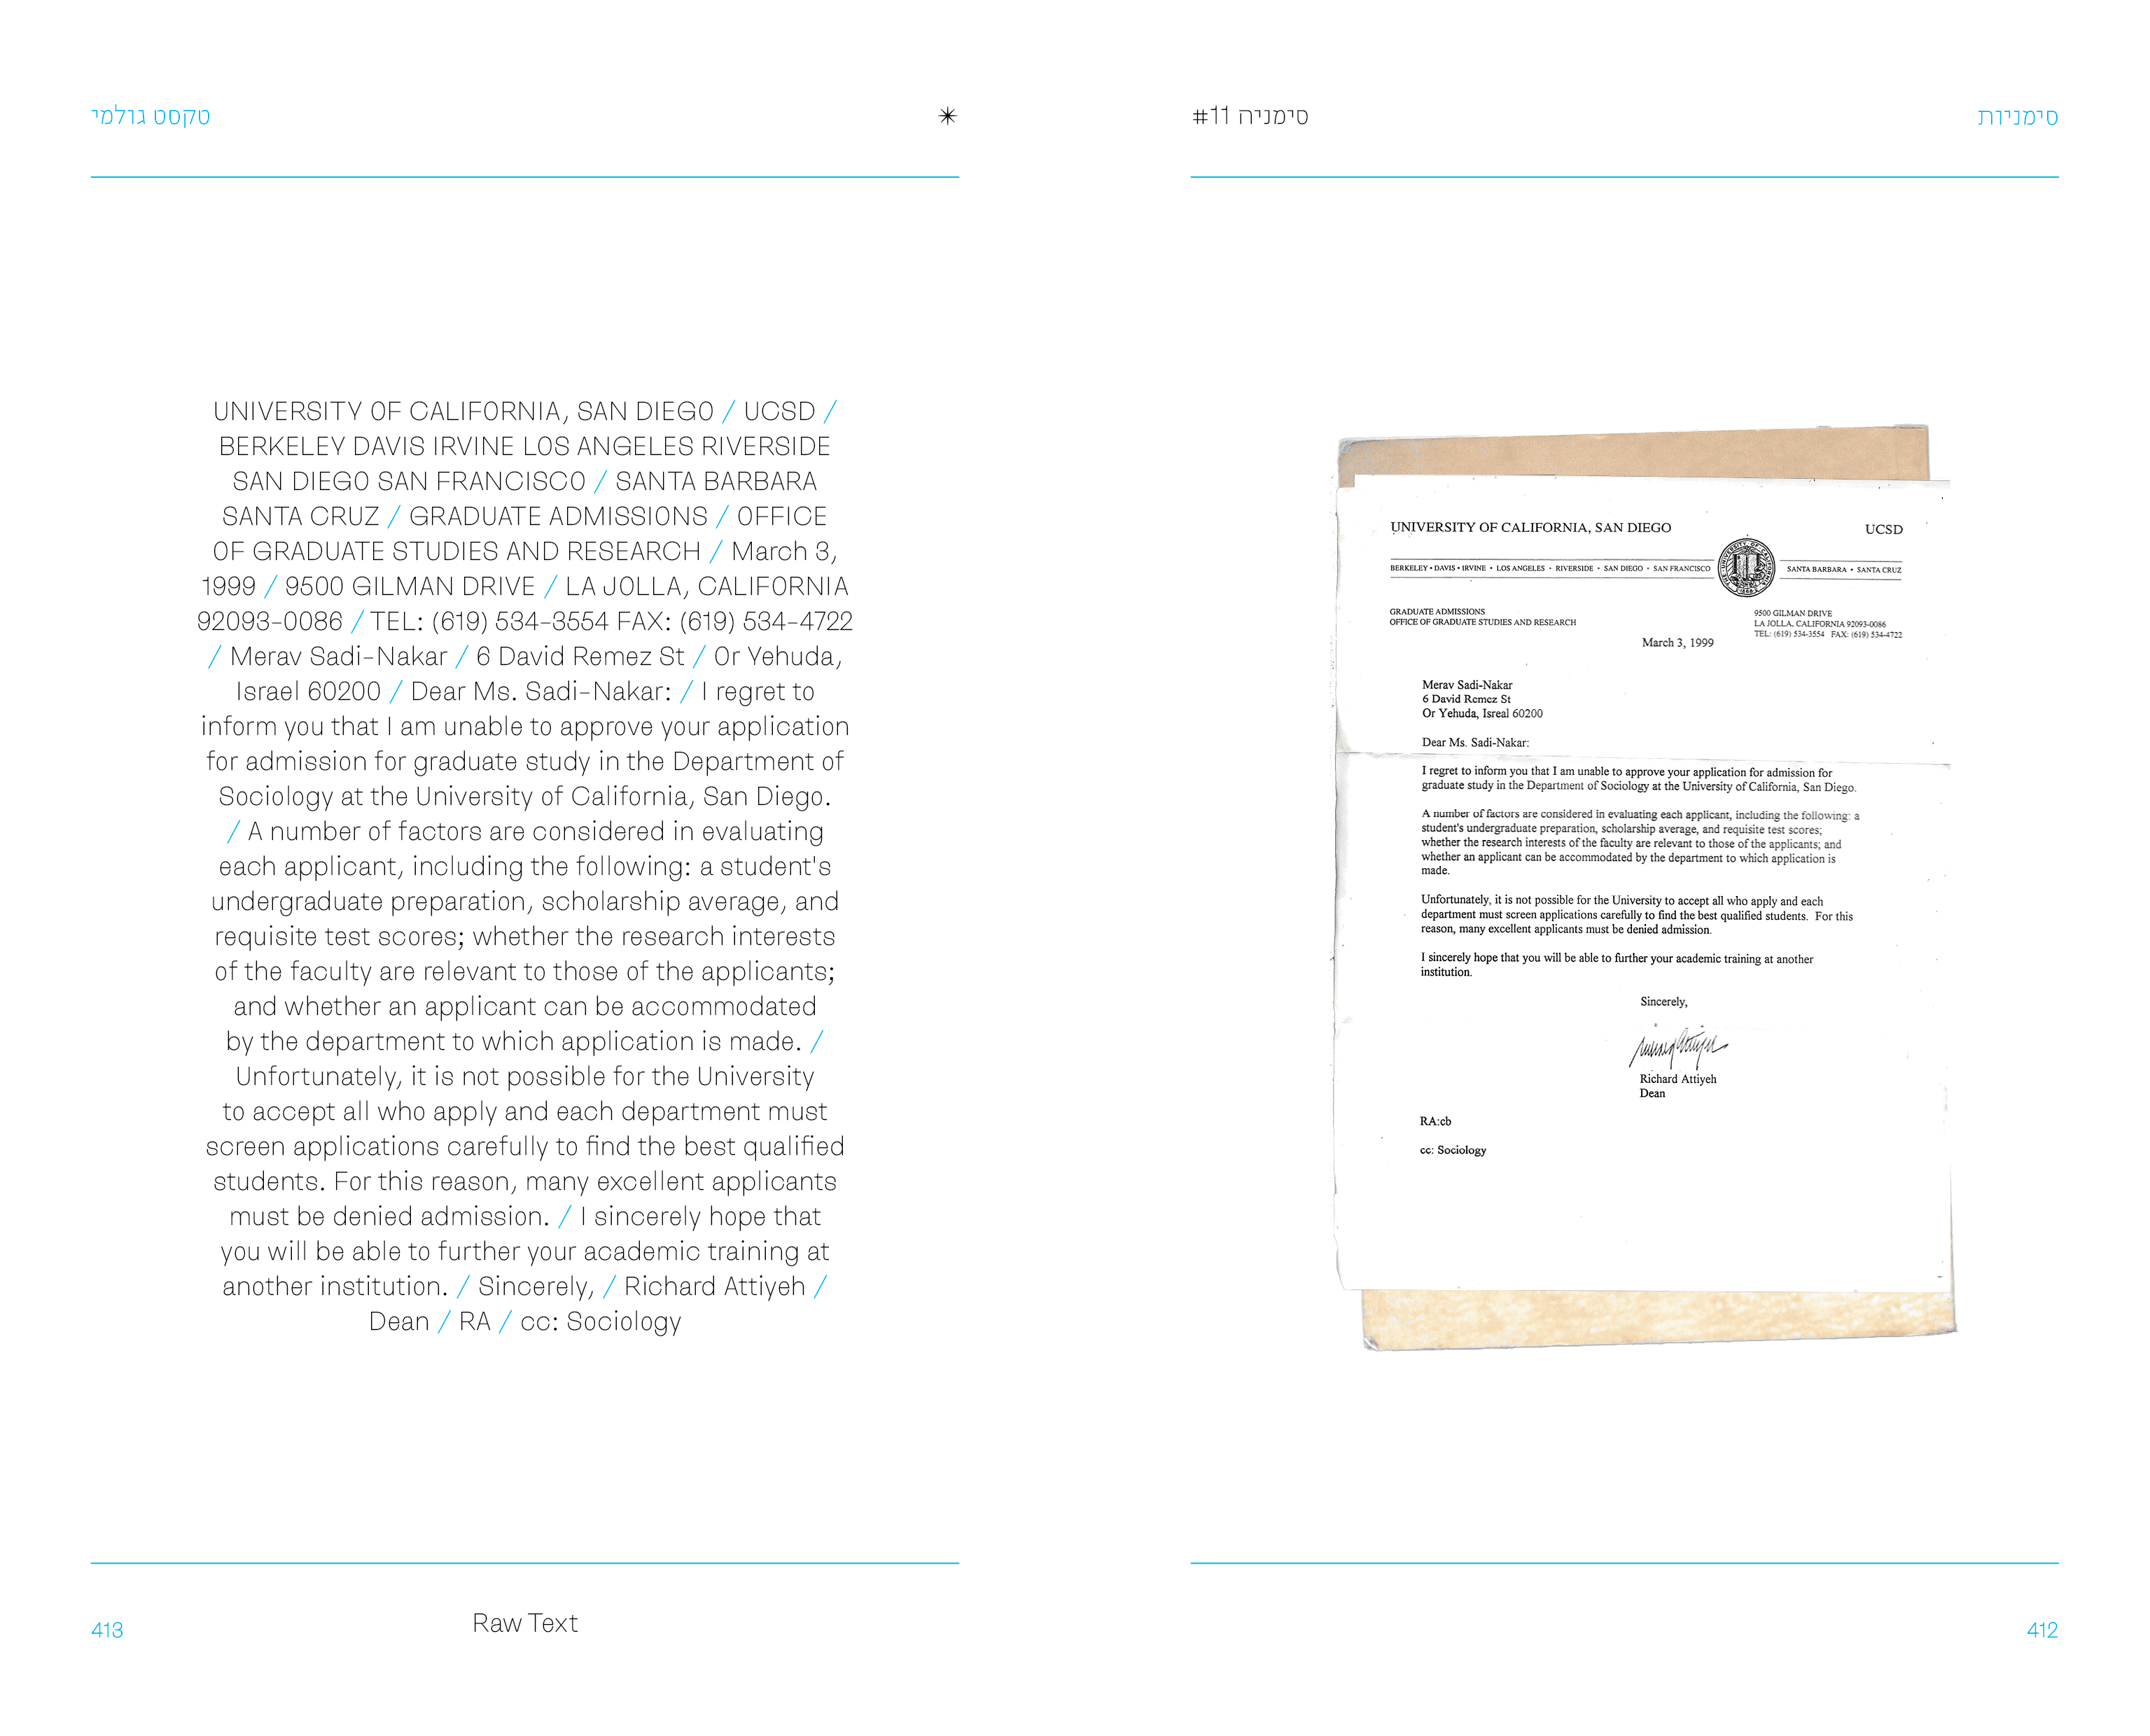 סימניות
סימניה 11#
UNIVERSITY OF CALIFORNIA, SAN DIEGO
UCSD
BERKELEY • DAVIS • IRVINE • LOS ANGELES • RIVERSIDE • SAN DIEGO • SAN FRANCISCO
SANTA BARBARA • SANTA CRUZ
GRADUATE ADMISSIONS
OFFICE OF GRADUATE STUDIES AND RESEARCH
9500 GILMAN DRIVE
LA JOLLA, CALIFORNIA 92093-0086
TEL: (619) 534-3554 FAX: (619) 534-4722
March 3, 1999
Merav Sadi-Nakar
6 David Remez St
Or Yehuda, Isreal 60200
Dear Ms. Sadi-Nakar:
I regret to inform you that I am unable to approve your application for admission for
graduate study in the Department of Sociology at the University of California, San Diego.
A number of factors are considered in evaluating each applicant, including the following: a
student's undergraduate preparation, scholarship average, and requisite test scores;
whether the research interests of the faculty are relevant to those of the applicants; and
whether an applicant can be accommodated by the department to which application is
made.
Unfortunately, it is not possible for the University to accept all who apply and each
department must screen applications carefully to find the best qualified students. For this
reason, many excellent applicants must be denied admission.
I sincerely hope that you will be able to further your academic training at another
institution.
Sincerely,
Richard Attiyeh
Dean
RA:cb
cc: Sociology
412
טקסט גולמי
*
UNIVERSITY OF CALIFORNIA, SAN DIEGO / UCSD /
BERKELEY DAVIS IRVINE LOS ANGELES RIVERSIDE
SAN DIEGO SAN FRANCISCO / SANTA BARBARA
SANTA CRUZ / GRADUATE ADMISSIONS / OFFICE
OF GRADUATE STUDIES AND RESEARCH / March 3,
1999 / 9500 GILMAN DRIVE / LA JOLLA, CALIFORNIA
92093-0086 / TEL: (619) 534-3554 FAX: (619) 534-4722
/ Merav Sadi-Nakar / 6 David Remez St / Or Yehuda,
Israel 60200 / Dear Ms. Sadi-Nakar: / I regret to
inform you that I am unable to approve your application
for admission for graduate study in the Department of
Sociology at the University of California, San Diego.
/ A number of factors are considered in evaluating
each applicant, including the following: a student's
undergraduate preparation, scholarship average, and
requisite test scores; whether the research interests
of the faculty are relevant to those of the applicants;
and whether an applicant can be accommodated
by the department to which application is made. /
Unfortunately, it is not possible for the University
to accept all who apply and each department must
screen applications carefully to find the best qualified
students. For this reason, many excellent applicants
must be denied admission. / I sincerely hope that
you will be able to further your academic training at
another institution. / Sincerely, / Richard Attiyeh /
Dean / RA / cc: Sociology
Raw Text
413